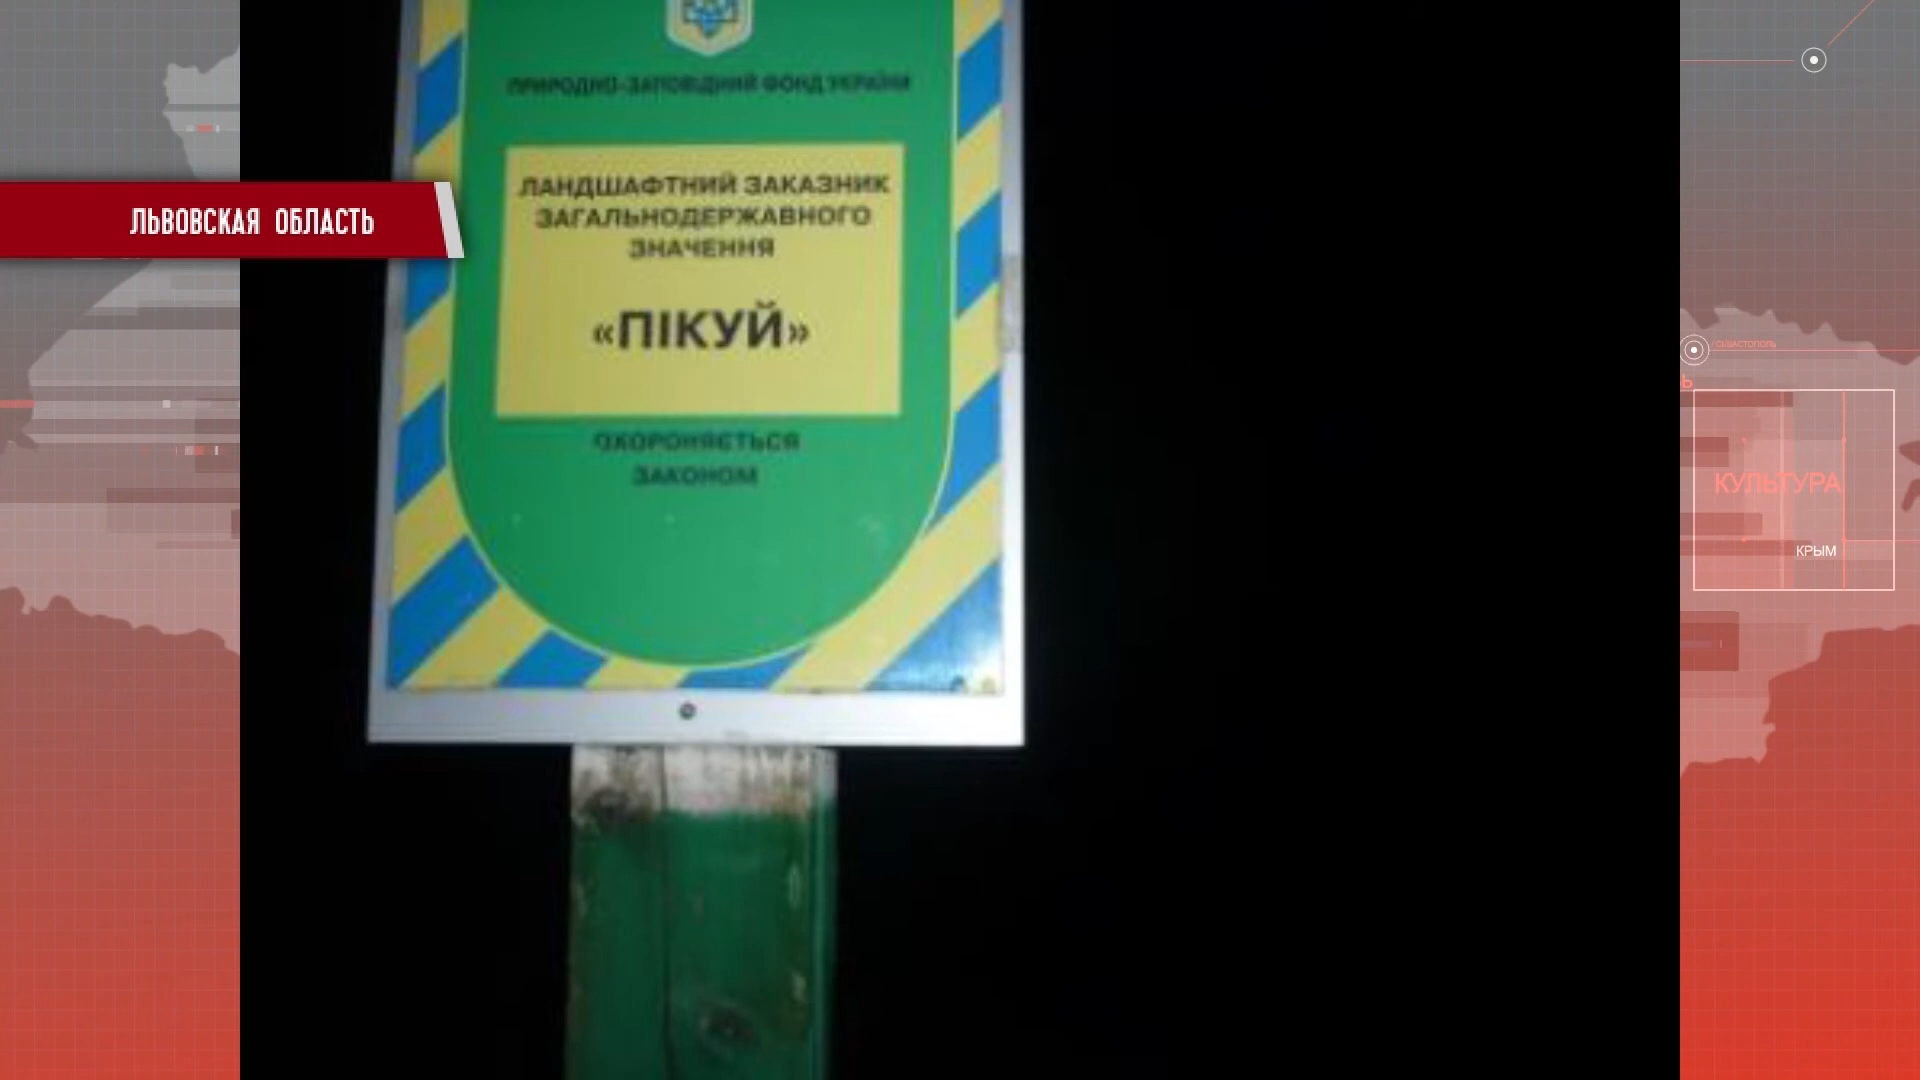 ПРИРОДНО-ЗАПОВІДНИЙ ФОНД УКРАЇНИ
ЛАНДШАФТНИЙ ЗАКАЗНИК
ЗАГАЛЬНОДЕРЖАВНОГО
ЗНАЧЕННЯ
«ПІКУЙ»
ОХОРОНЯЄТЬСЯ
ЗАКОНОМ
ЛЬВОВСКАЯ ОБЛАСТЬ
/ СЕВАСТОПОЛЬ
КУЛЬТУРА
КРЫМ